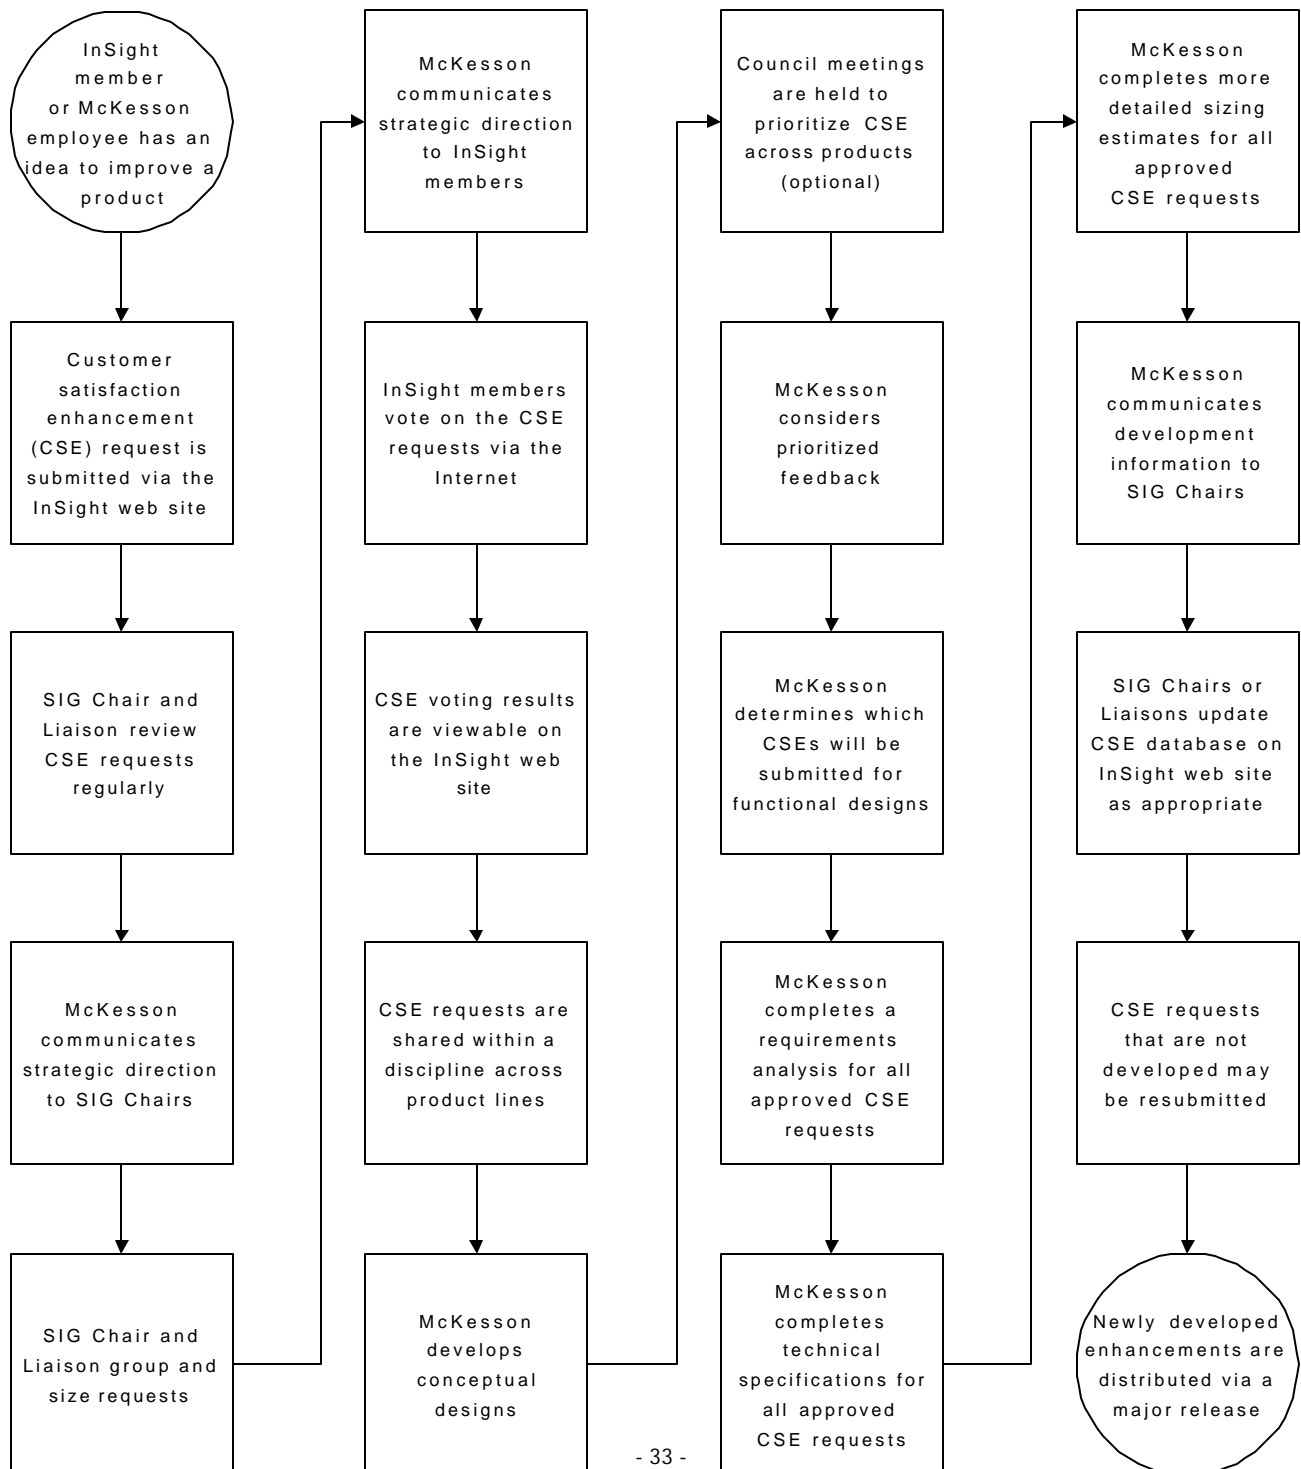 InSight
member
or McKesson
employee has an
idea to improve a
product
Customer
satisfaction
enhancement
(CSE) request is
submitted via the
InSight web site
SIG Chair and
Liaison review
CSE requests
regularly
McKesson
communicates
strategic direction
to SIG Chairs
SIG Chair and
Liaison group and
size requests
McKesson
communicates
strategic direction
to InSight
members
InSight members
vote on the CSE
requests via the
Internet
CSE voting results
are viewable on
the InSight web
site
CSE requests are
shared within a
discipline across
product lines
McKesson
develops
conceptual
designs
Council meetings
are held to
prioritize CSE
across products
(optional)
McKesson
considers
prioritized
feedback
McKesson
determines which
CSEs will be
submitted for
functional designs
McKesson
completes a
requirements
analysis for all
approved CSE
requests
McKesson
completes
technical
specifications for
all approved
CSE requests
McKesson
completes more
detailed sizing
estimates for all
approved
CSE requests
McKesson
communicates
development
information to
SIG Chairs
SIG Chairs or
Liaisons update
CSE database on
InSight web site
as appropriate
CSE requests
that are not
developed may
be resubmitted
Newly developed
enhancements are
distributed via a
major release
- 33 -